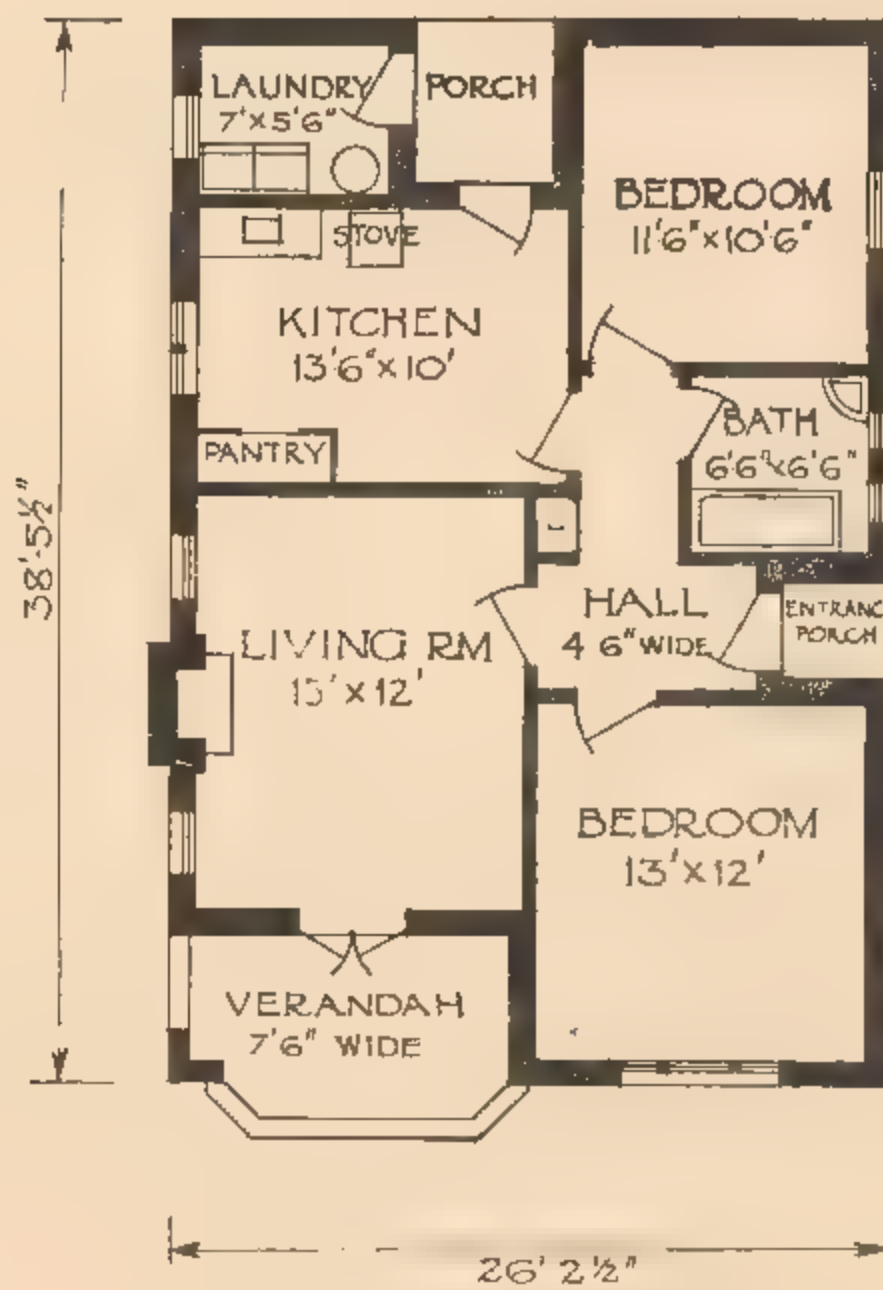 LAUNDRY
7'X5'6"
PORCH
BEDROOM
11'6"X10'6"
STOVE
KITCHEN
13'6"X10'
PANTRY
BATH
6'6"X6'6"
38'-5½"
HALL
4 6" WIDE
ENTRANC
PORCH
LIVING RM
15'X12'
BEDROOM
13'X12'
VERANDAH
7'6" WIDE
26' 2½"